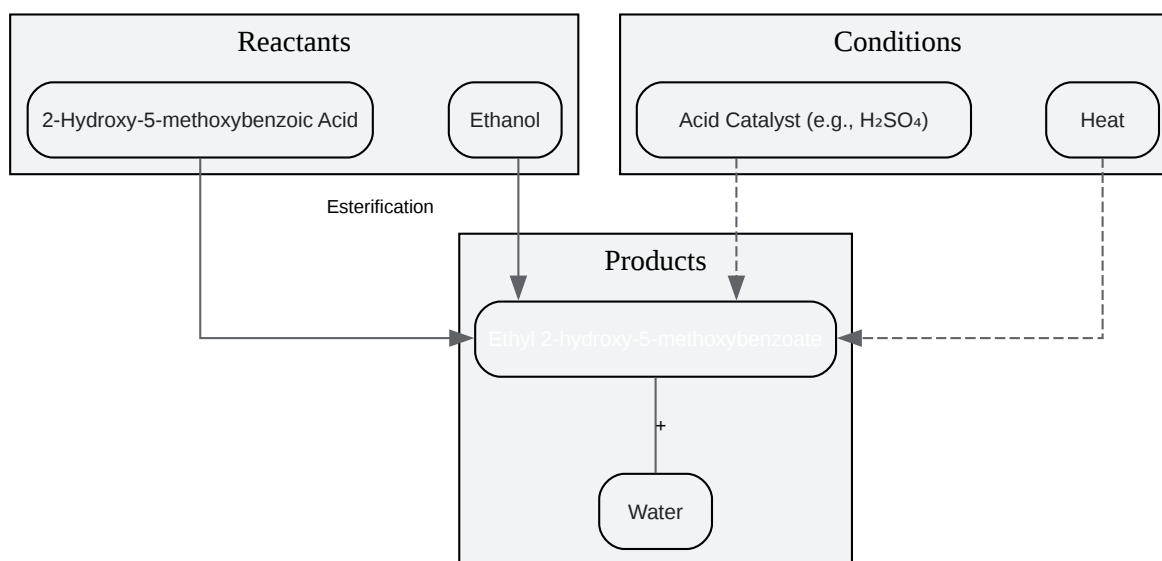 Reactants
Conditions
2-Hydroxy-5-methoxybenzoic Acid
Ethanol
Acid Catalyst (e.g., H₂SO₄)
Heat
Esterification
Products
Ethyl 2-hydroxy-5-methoxybenzoate
+
Water